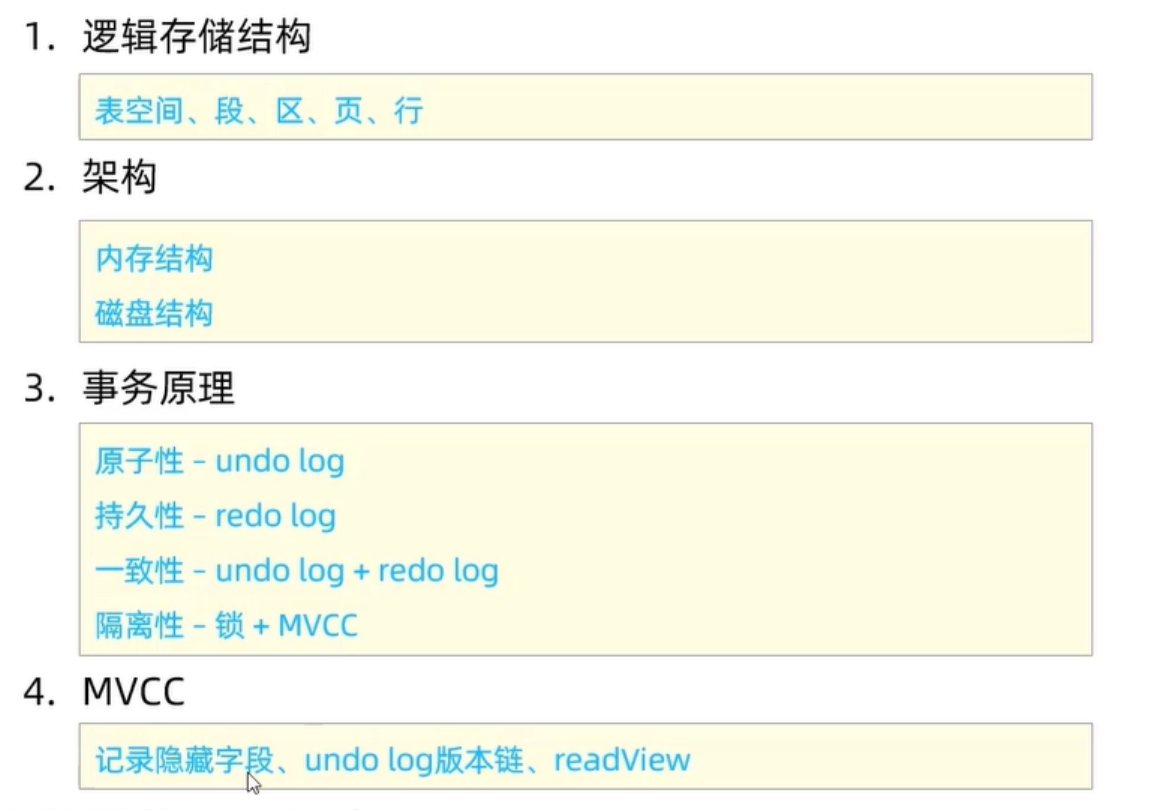 1. 逻辑存储结构
表空间、段、区、页、行
2. 架构
内存结构
磁盘结构
3. 事务原理
原子性 – undo log
持久性 – redo log
一致性 – undo log + redo log
隔离性 – 锁 + MVCC
4. MVCC
记录隐藏字段、undo log版本链、readView